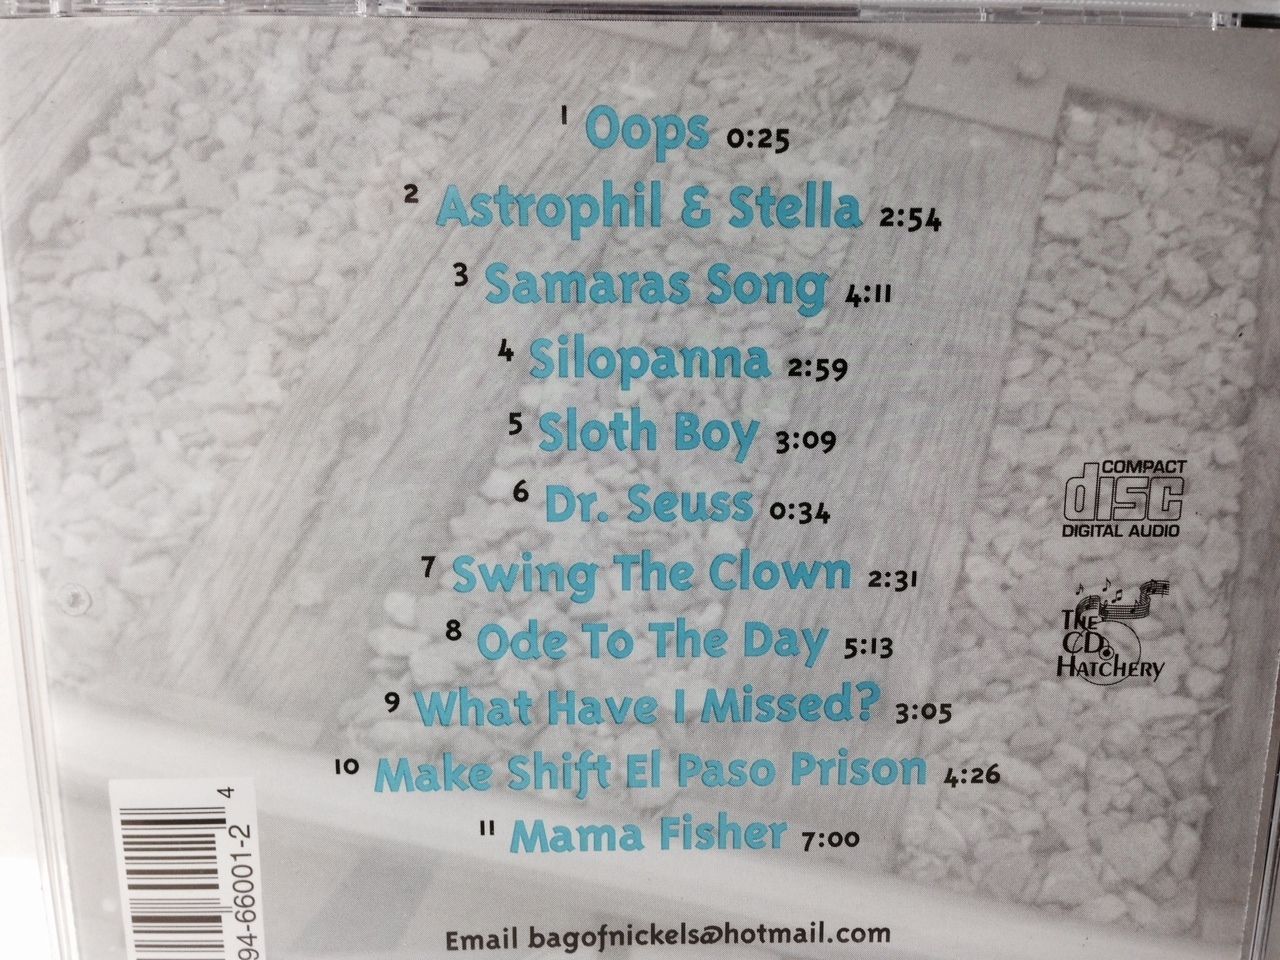 1 Oops 0:25
2 Astrophil & Stella 2:54
3 Samaras Song 4:11
4 Silopanna 2:59
5 Sloth Boy 3:09
6 Dr. Seuss 0:34
7 Swing The Clown 2:31
8 Ode To The Day 5:13
9 What Have I Missed? 3:05
10 Make Shift El Paso Prison 4:26
11 Mama Fisher 7:00
COMPACT
disc
DIGITAL AUDIO
THE
CD
HATCHERY
94-66001-2 4
Email bagofnickels@hotmail.com